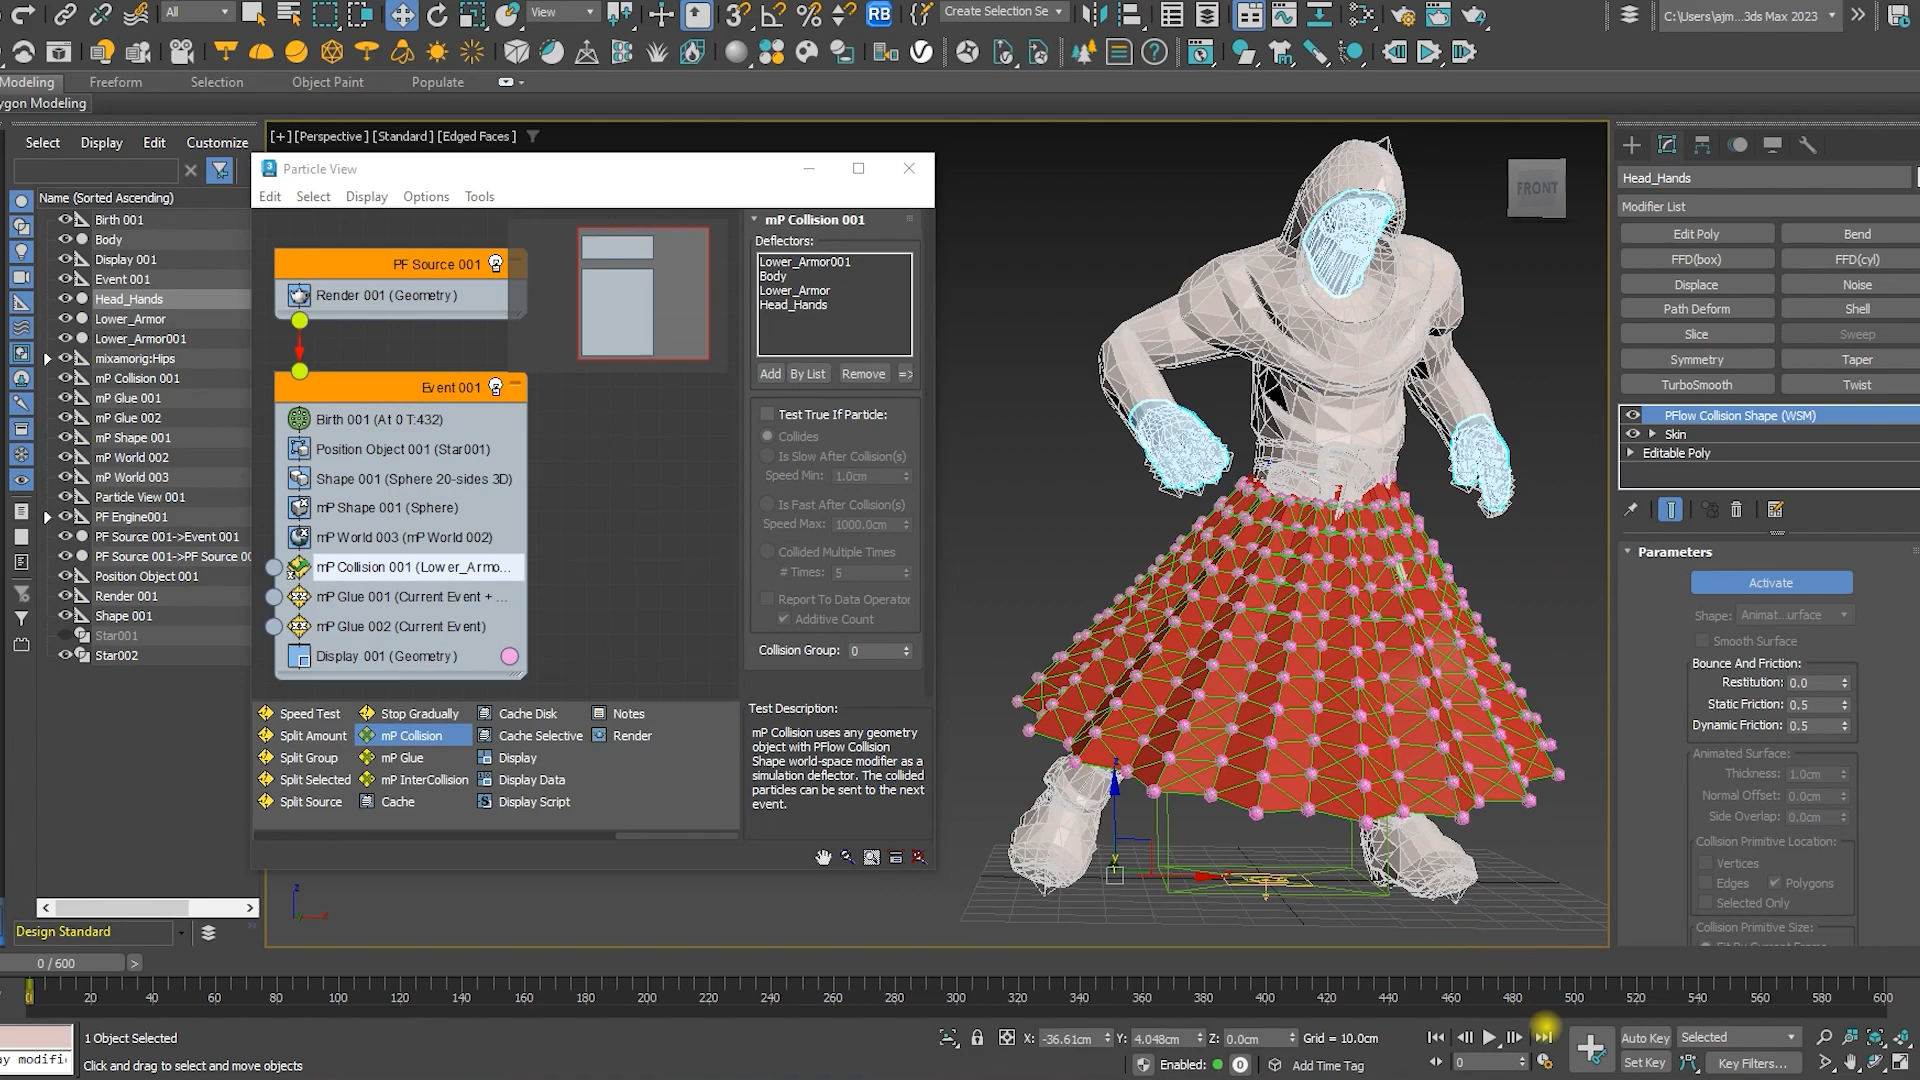 All
View
Create Selection Se
C:\Users\ajm...3ds Max 2023
Modeling
Freeform
Selection
Object Paint
Populate
ygon Modeling
Select Display Edit Customize
Name (Sorted Ascending)
Birth 001
Body
Display 001
Event 001
Head_Hands
Lower_Armor
Lower_Armor001
mixamorig:Hips
mP Collision 001
mP Glue 001
mP Glue 002
mP Shape 001
mP World 002
mP World 003
Particle View 001
PF Engine001
PF Source 001->Event 001
PF Source 001->PF Source 00
Position Object 001
Render 001
Shape 001
Star001
Star002
Design Standard
[+] [Perspective ] [Standard ] [Edged Faces ]
Particle View
Edit Select Display Options Tools
PF Source 001
Render 001 (Geometry )
Event 001
Birth 001 (At 0 T:432)
Position Object 001 (Star001)
Shape 001 (Sphere 20-sides 3D)
mP Shape 001 (Sphere)
mP World 003 (mP World 002)
mP Collision 001 (Lower_Armo...
mP Glue 001 (Current Event + ...
mP Glue 002 (Current Event)
Display 001 (Geometry )
Speed Test
Split Amount
Split Group
Split Selected
Split Source
Stop Gradually
mP Collision
mP Glue
mP InterCollision
Cache
Cache Disk
Cache Selective
Display
Display Data
Display Script
Notes
Render
mP Collision 001
Deflectors:
Lower_Armor001
Body
Lower_Armor
Head_Hands
Add By List Remove =>
Test True If Particle:
Collides
Is Slow After Collision(s)
Speed Min: 1.0cm
Is Fast After Collision(s)
Speed Max: 1000.0cm
Collided Multiple Times
# Times: 5
Report To Data Operator
Additive Count
Collision Group: 0
Test Description:
mP Collision uses any geometry
object with PFlow Collision
Shape world-space modifier as a
simulation deflector. The collided
particles can be sent to the next
event.
FRONT
Head_Hands
Modifier List
Edit Poly Bend
FFD(box) FFD(cyl)
Displace Noise
Path Deform Shell
Slice Sweep
Symmetry Taper
TurboSmooth Twist
PFlow Collision Shape (WSM)
Skin
Editable Poly
Parameters
Activate
Shape: Animat...urface
Smooth Surface
Bounce And Friction:
Restitution: 0.0
Static Friction: 0.5
Dynamic Friction: 0.5
Animated Surface:
Thickness: 1.0cm
Normal Offset: 0.0cm
Side Overlap: 0.0cm
Collision Primitive Location:
Vertices
Edges Polygons
Selected Only
Collision Primitive Size:
0 / 600
0 20 40 60 80 100 120 140 160 180 200 220 240 260 280 300 320 340 360 380 400 420 440 460 480 500 520 540 560 580 600
1 Object Selected
Click and drag to select and move objects
ay modifi
X: -36.61cm Y: 4.048cm Z: 0.0cm Grid = 10.0cm
Enabled: 0 Add Time Tag
0
Auto Key Selected
Set Key Key Filters...